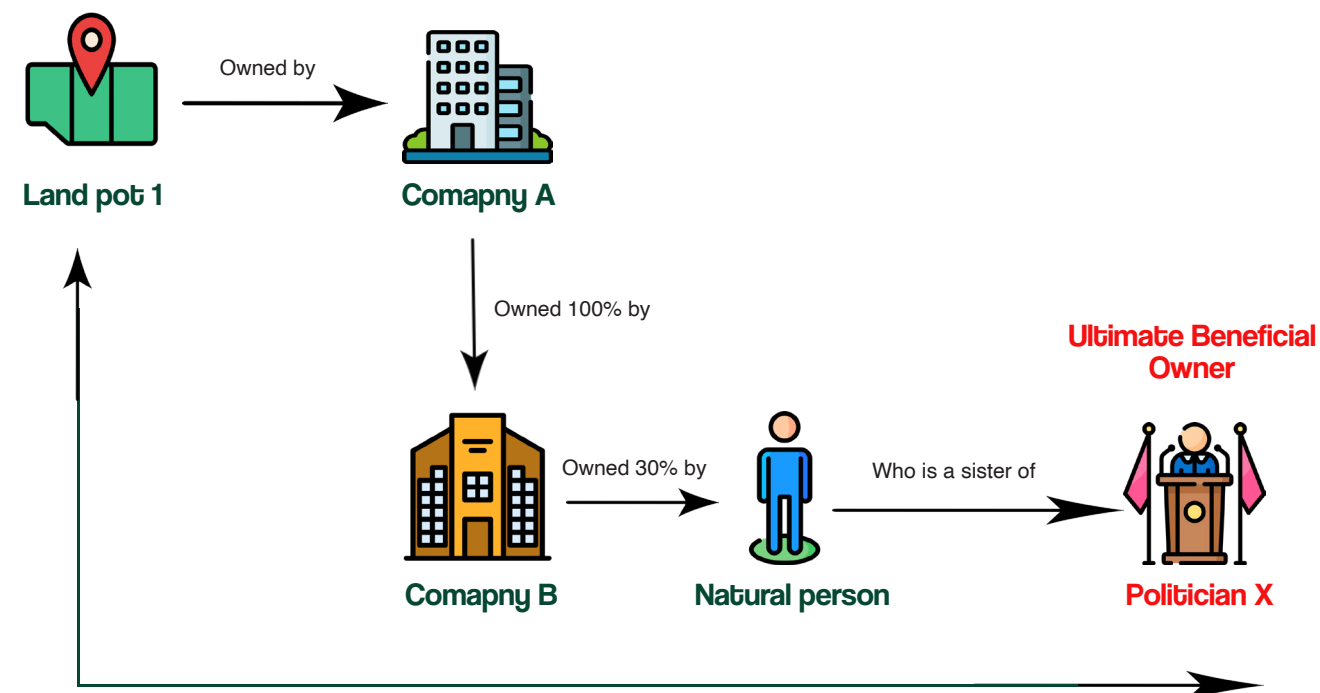 Owned by
Land pot 1
Comapny A
Owned 100% by
Ultimate Beneficial
Owner
Owned 30% by
Who is a sister of
Comapny B
Natural person
Politician X